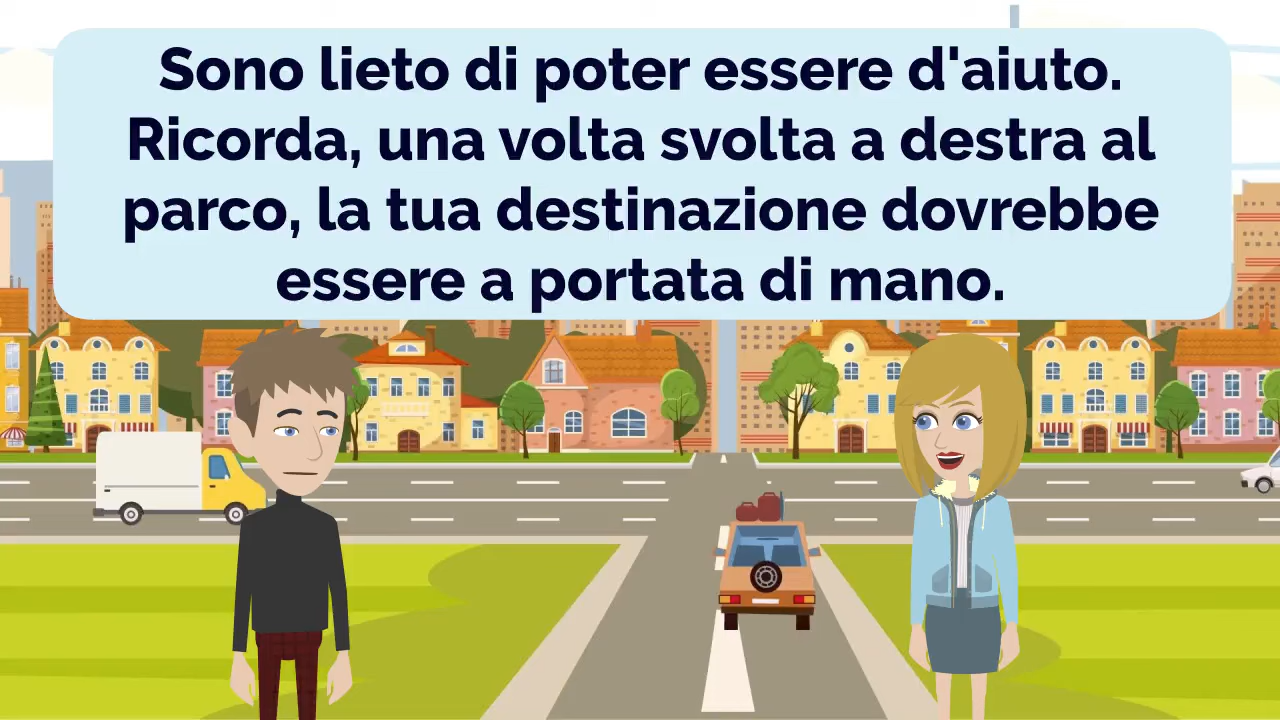 Sono lieto di poter essere d'aiuto.
Ricorda, una volta svolta a destra al
parco, la tua destinazione dovrebbe
essere a portata di mano.